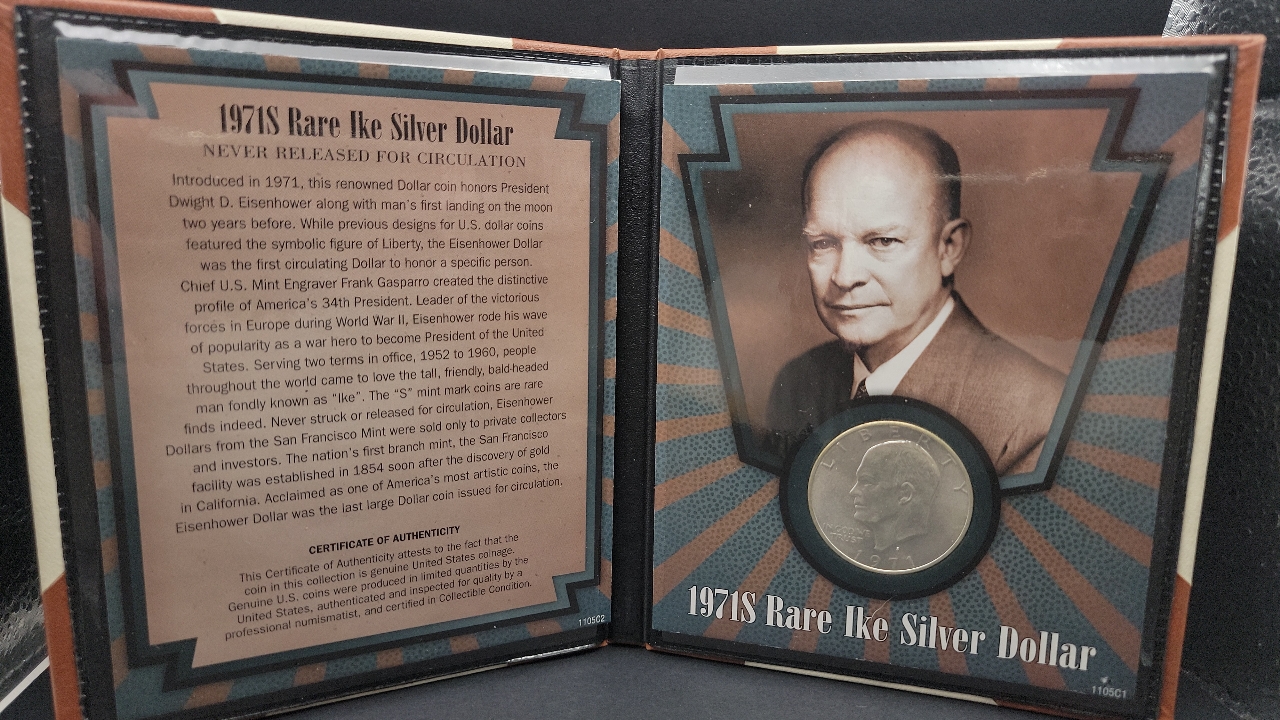 1971S Rare Ike Silver Dollar
NEVER RELEASED FOR CIRCULATION
Introduced in 1971, this renowned Dollar coin honors President
Dwight D. Eisenhower along with man's first landing on the moon
two years before. While previous designs for U.S. dollar coins
featured the symbolic figure of Liberty, the Eisenhower Dollar
was the first circulating Dollar to honor a specific person.
Chief U.S. Mint Engraver Frank Gasparro created the distinctive
profile of America's 34th President. Leader of the victorious
forces in Europe during World War II, Eisenhower rode his wave
of popularity as a war hero to become President of the United
States. Serving two terms in office, 1952 to 1960, people
throughout the world came to love the tall, friendly, bald-headed
man fondly known as “Ike”. The “S” mint mark coins are rare
finds indeed. Never struck or released for circulation, Eisenhower
Dollars from the San Francisco Mint were sold only to private collectors
and investors. The nation's first branch mint, the San Francisco
facility was established in 1854 soon after the discovery of gold
in California. Acclaimed as one of America's most artistic coins, the
Eisenhower Dollar was the last large Dollar coin issued for circulation.
CERTIFICATE OF AUTHENTICITY
This Certificate of Authenticity attests to the fact that the
coin in this collection is genuine United States coinage.
Genuine U.S. coins were produced in limited quantities by the
United States, authenticated and inspected for quality by a
professional numismatist, and certified in Collectible Condition.
1105C2
LIBERTY
1971
1971S Rare Ike Silver Dollar
1105C1